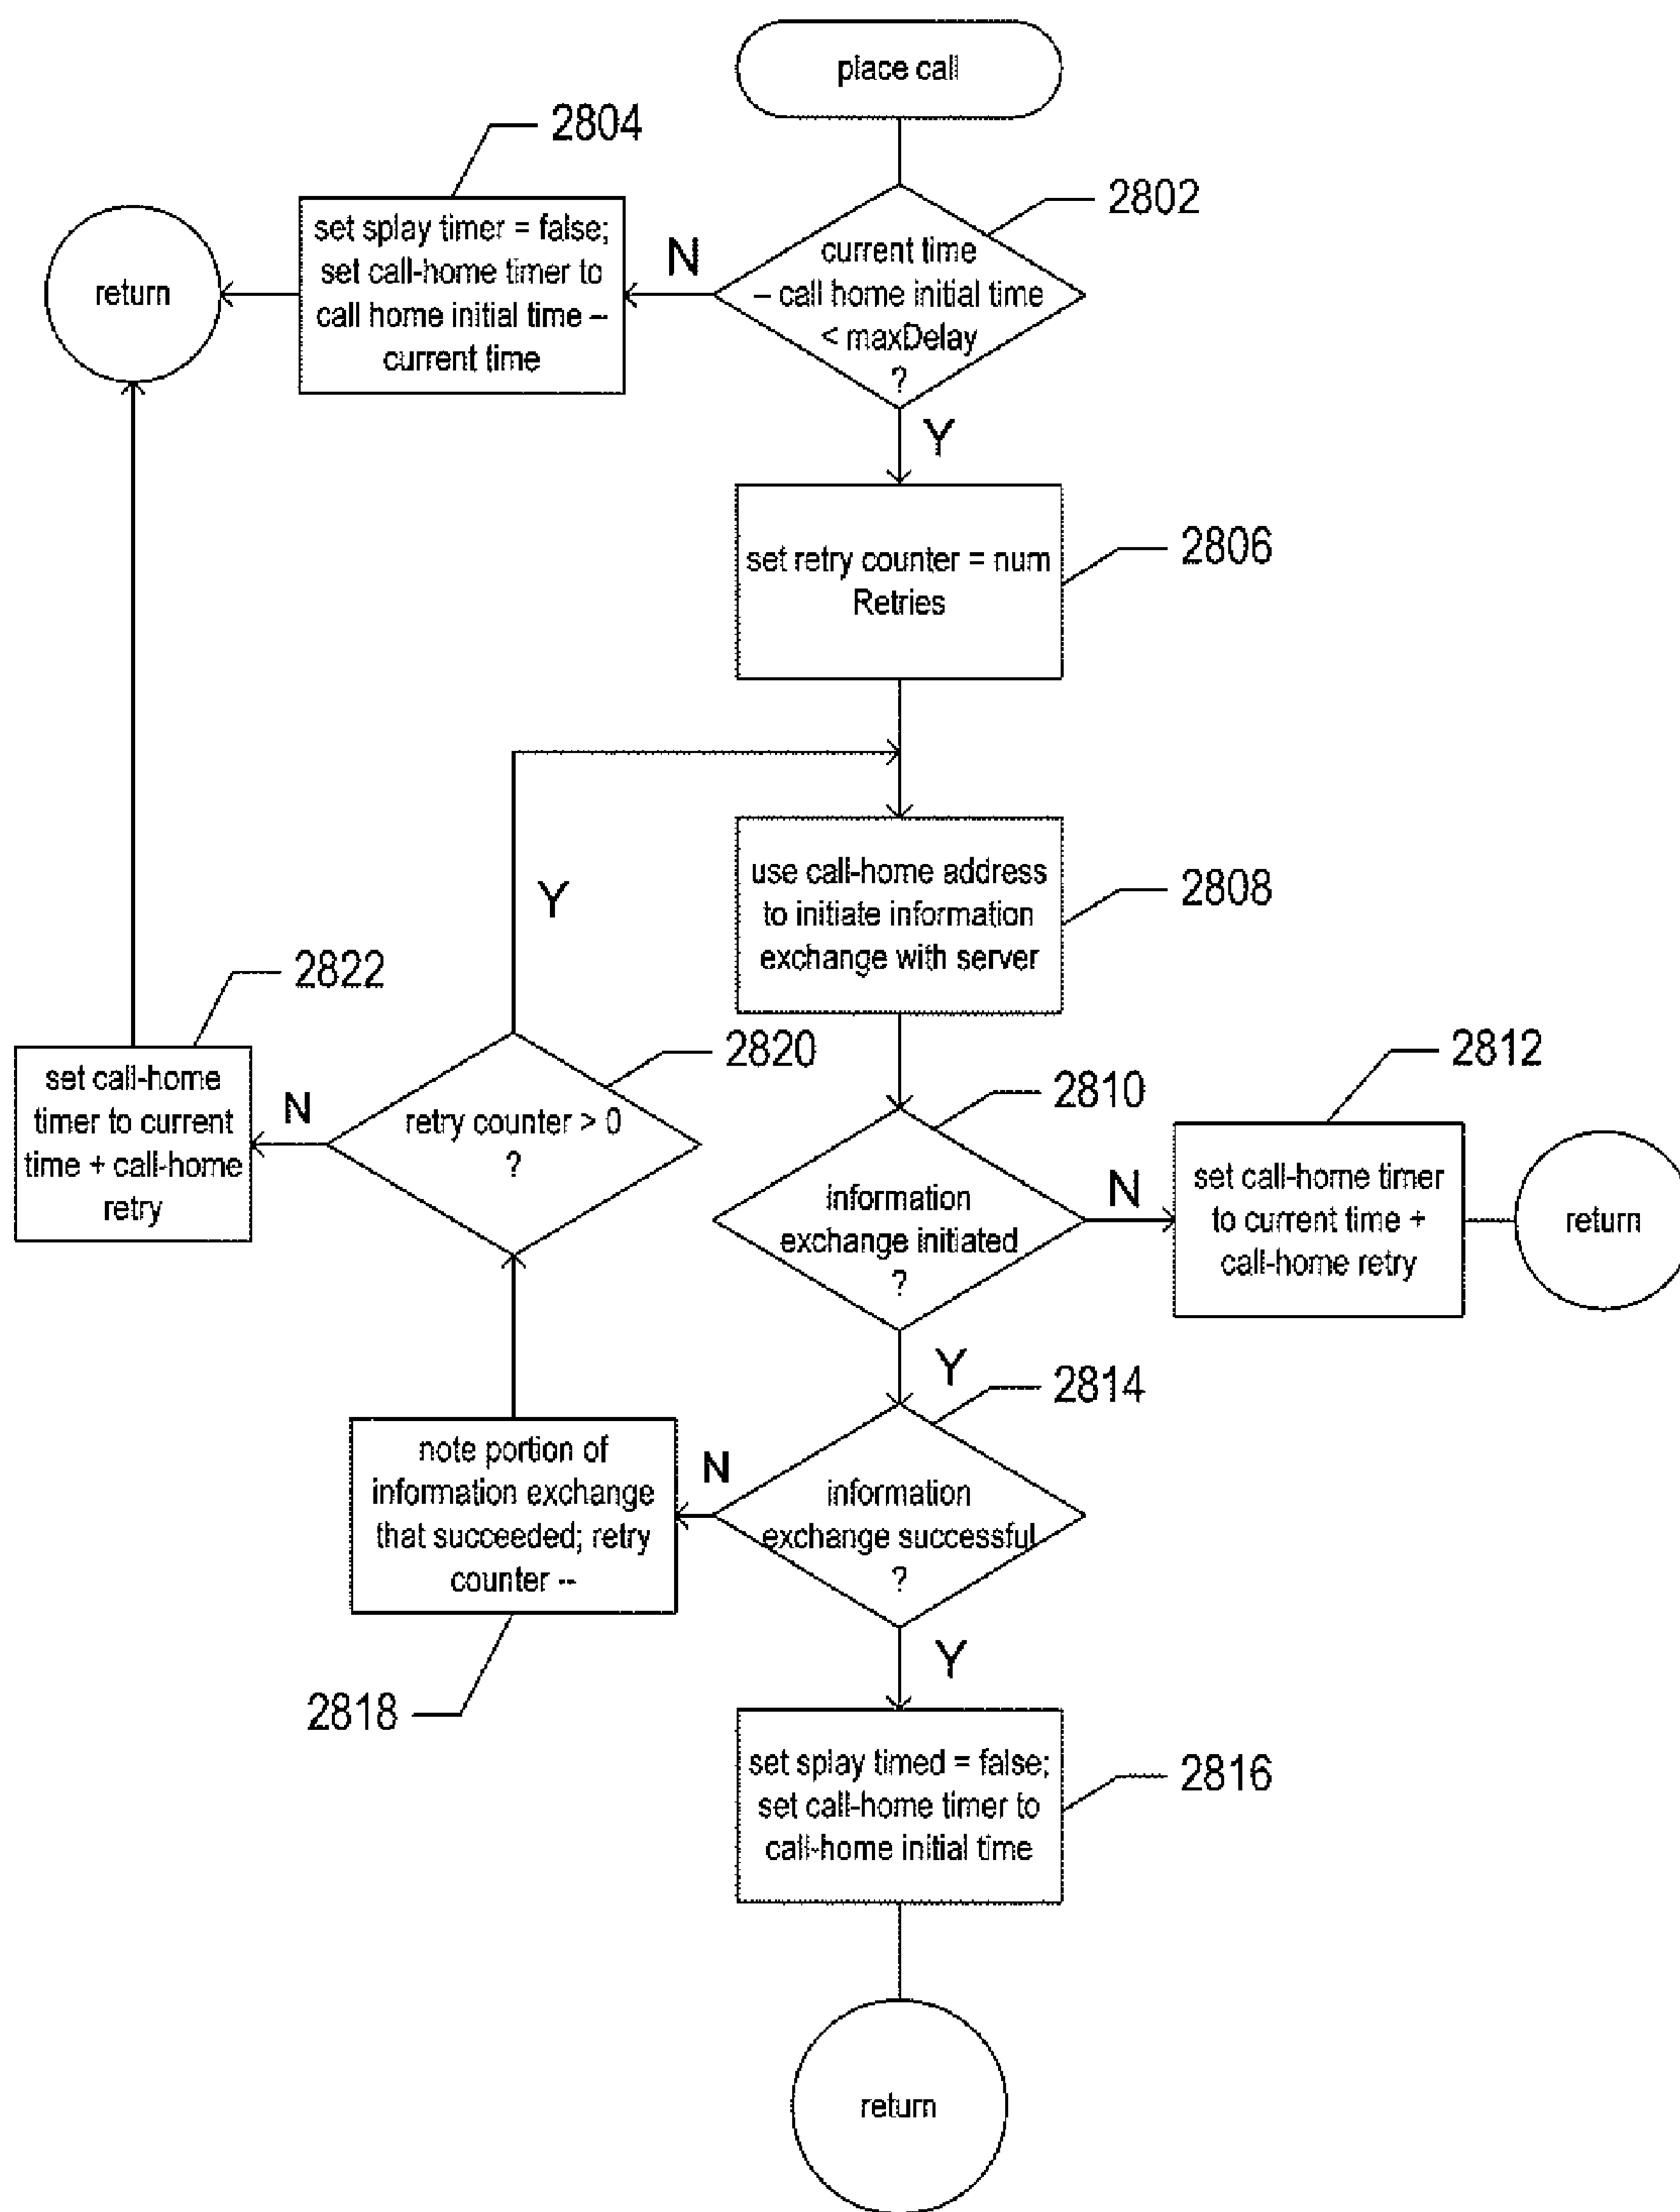 place call
2804
2802
set splay timer = false;
set call-home timer to
call home initial time –
current time
return
N
current time
– call home initial time
< maxDelay
?
Y
set retry counter = num
Retries
2806
Y
use call-home address
to initiate information
exchange with server
2808
2822
set call-home
timer to current
time + call-home
retry
N
retry counter > 0
?
2820
2810
information
exchange initiated
?
N
2812
set call-home timer
to current time +
call-home retry
return
Y
2814
note portion of
information exchange
that succeeded; retry
counter --
N
information
exchange successful
?
2818
Y
set splay timed = false;
set call-home timer to
call-home initial time
2816
return